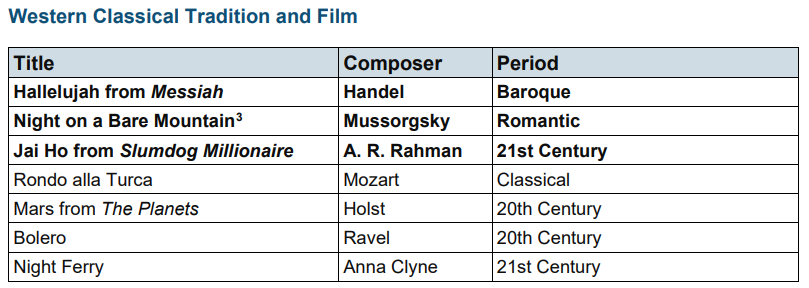 Western Classical Tradition and Film
Title Composer Period
Hallelujah from Messiah Handel Baroque
Night on a Bare Mountain³ Mussorgsky Romantic
Jai Ho from Slumdog Millionaire A. R. Rahman 21st Century
Rondo alla Turca Mozart Classical
Mars from The Planets Holst 20th Century
Bolero Ravel 20th Century
Night Ferry Anna Clyne 21st Century